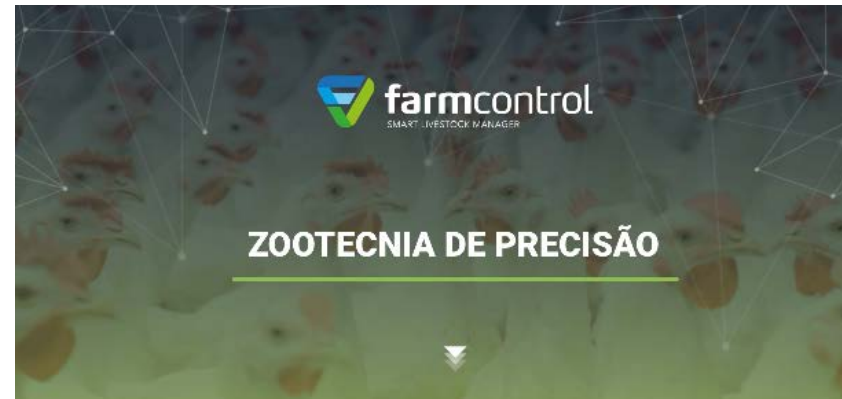 farmcontrol
SMART LIVESTOCK MANAGER
ZOOTECNIA DE PRECISÃO